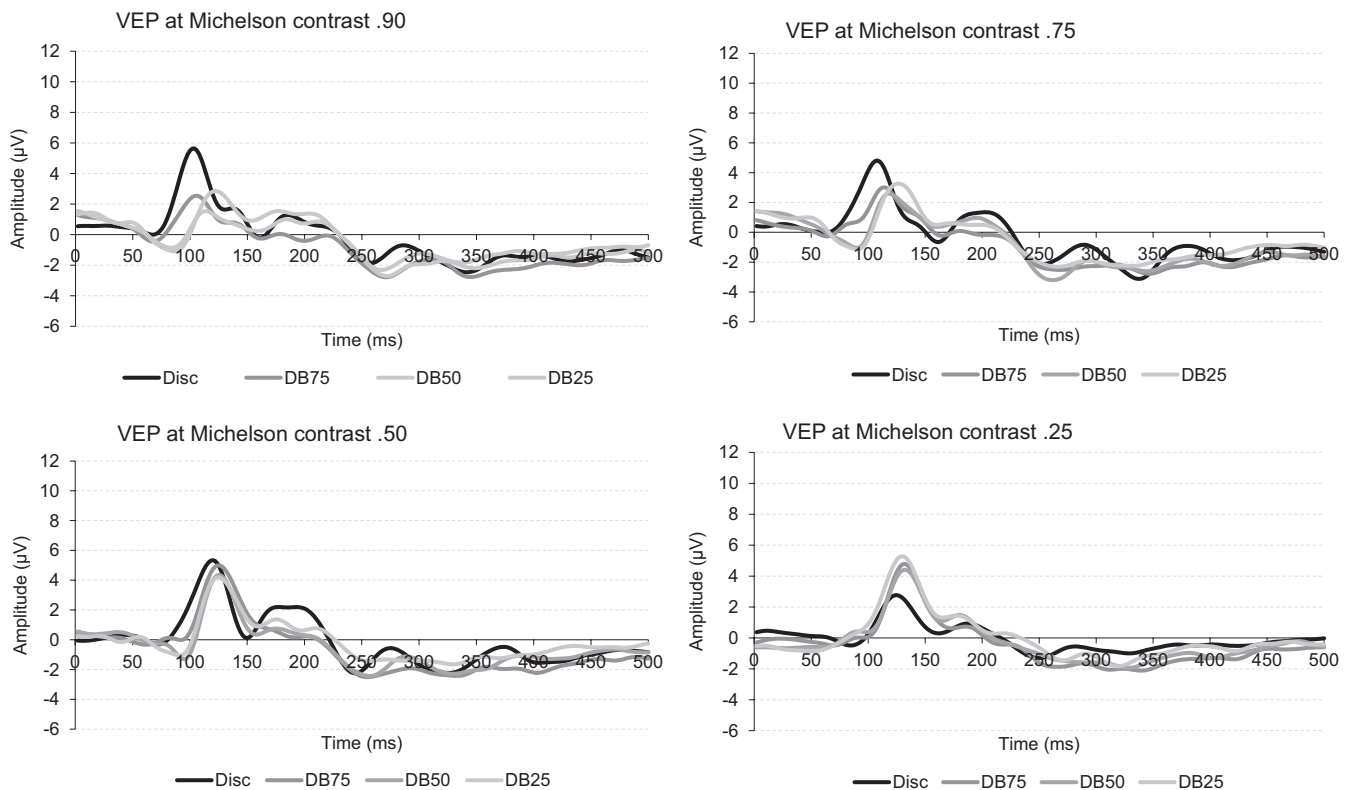 VEP at Michelson contrast .90
12
10
8
6
4
2
0
-2
-4
-6
Amplitude (µV)
0 50 100 150 200 250 300 350 400 450 500
Time (ms)
Disc DB75 DB50 DB25
VEP at Michelson contrast .75
12
10
8
6
4
2
0
-2
-4
-6
Amplitude (µV)
0 50 100 150 200 250 300 350 400 450 500
Time (ms)
Disc DB75 DB50 DB25
VEP at Michelson contrast .50
12
10
8
6
4
2
0
-2
-4
-6
Amplitude (µV)
0 50 100 150 200 250 300 350 400 450 500
Time (ms)
Disc DB75 DB50 DB25
VEP at Michelson contrast .25
12
10
8
6
4
2
0
-2
-4
-6
Amplitude (µV)
0 50 100 150 200 250 300 350 400 450 500
Time (ms)
Disc DB75 DB50 DB25